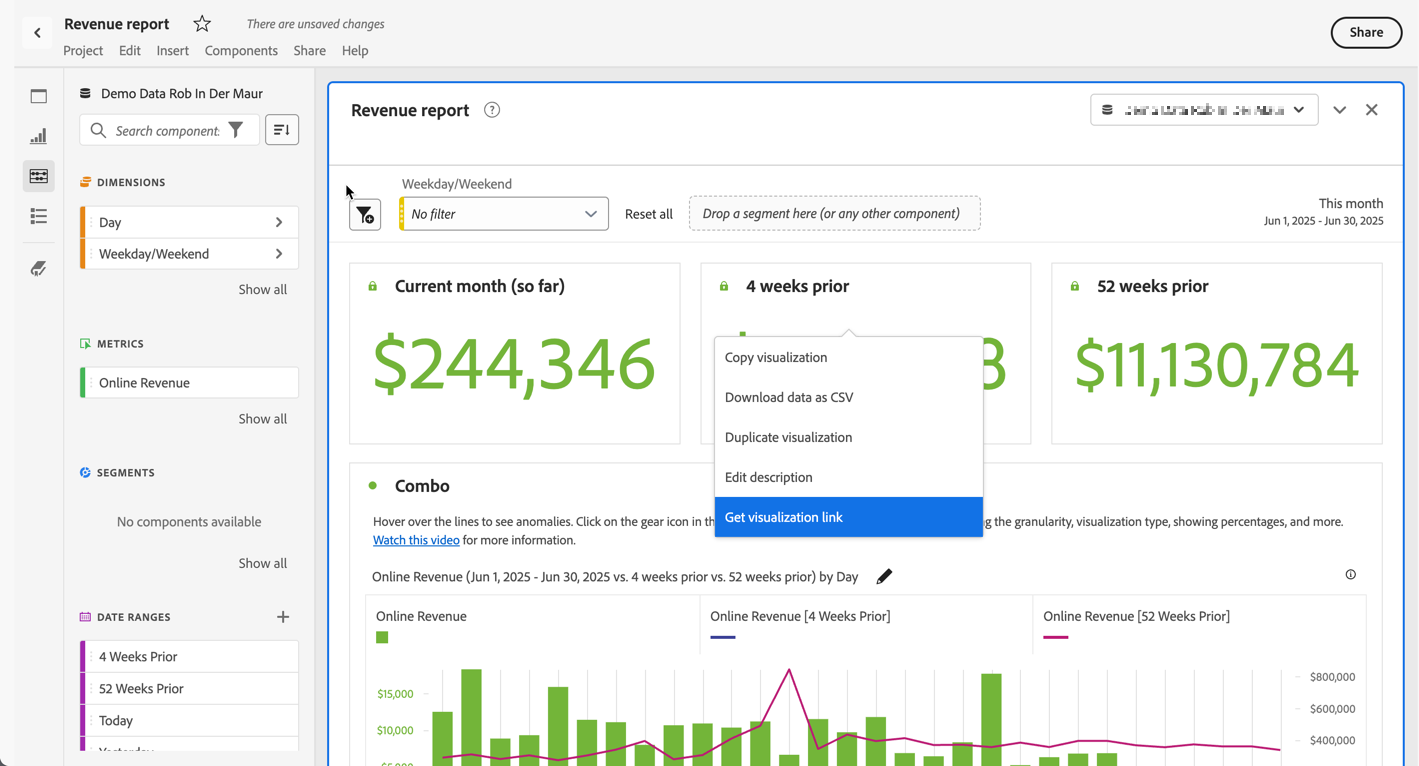 Revenue report
There are unsaved changes
Project Edit Insert Components Share Help
Share
Demo Data Rob In Der Maur
Search component
DIMENSIONS
Day
Weekday/Weekend
Show all
METRICS
Online Revenue
Show all
SEGMENTS
No components available
Show all
DATE RANGES
4 Weeks Prior
52 Weeks Prior
Today
Revenue report
Weekday/Weekend
No filter
Reset all
Drop a segment here (or any other component)
This month
Jun 1, 2025 - Jun 30, 2025
Current month (so far)
$244,346
4 weeks prior
52 weeks prior
$11,130,784
Copy visualization
Download data as CSV
Duplicate visualization
Edit description
Get visualization link
Combo
Hover over the lines to see anomalies. Click on the gear icon in th g the granularity, visualization type, showing percentages, and more.
Watch this video for more information.
Online Revenue (Jun 1, 2025 - Jun 30, 2025 vs. 4 weeks prior vs. 52 weeks prior) by Day
Online Revenue
Online Revenue [4 Weeks Prior]
Online Revenue [52 Weeks Prior]
$15,000
$10,000
$800,000
$600,000
$400,000